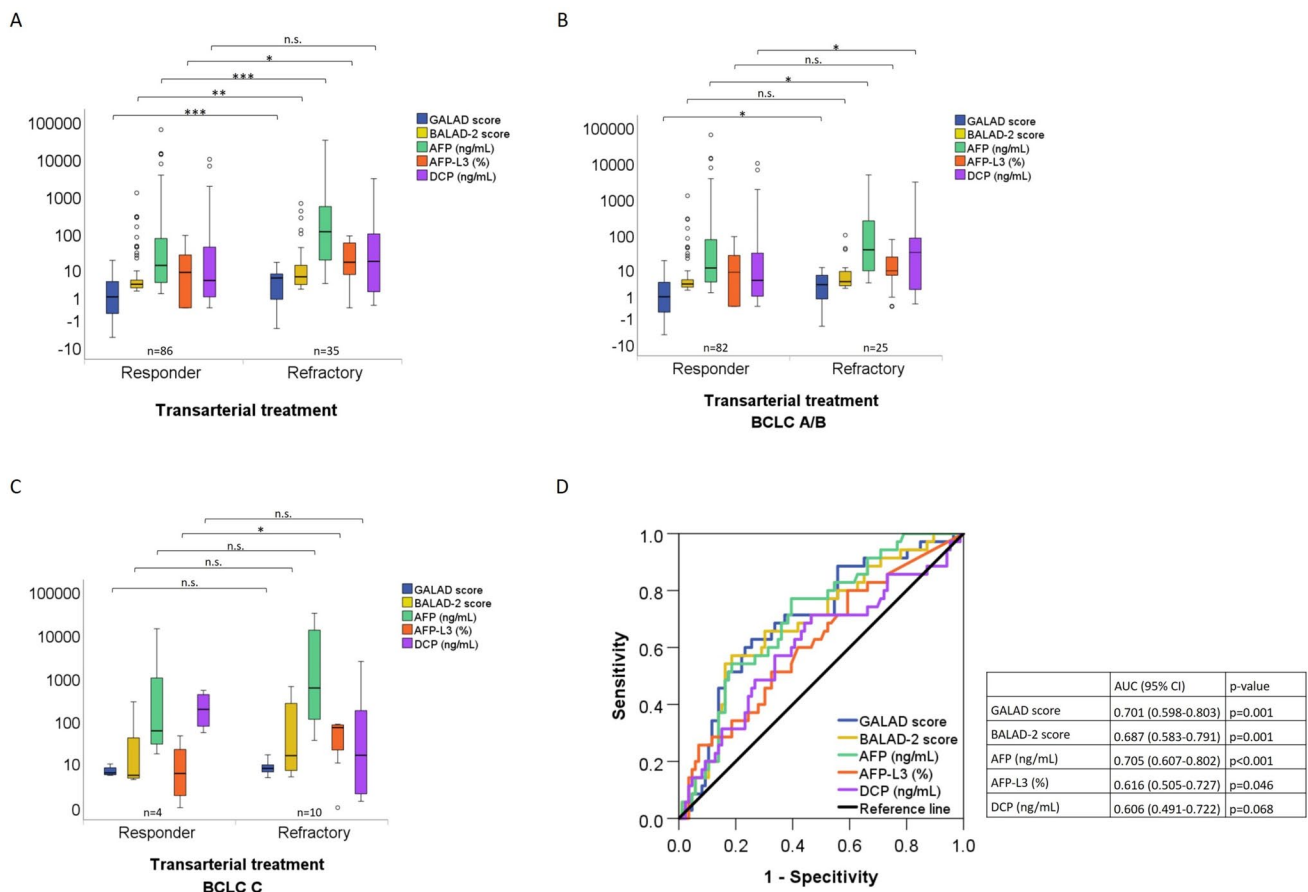 A
n.s.
*
***
**
***
100000
10000
1000
100
10
1
-1
-10
GALAD score
BALAD-2 score
AFP (ng/mL)
AFP-L3 (%)
DCP (ng/mL)
n=86
n=35
Responder
Refractory
Transarterial treatment
B
*
n.s.
*
n.s.
*
100000
10000
1000
100
10
1
-1
-10
GALAD score
BALAD-2 score
AFP (ng/mL)
AFP-L3 (%)
DCP (ng/mL)
n=82
n=25
Responder
Refractory
Transarterial treatment
BCLC A/B
C
n.s.
*
n.s.
n.s.
n.s.
100000
10000
1000
100
10
0
GALAD score
BALAD-2 score
AFP (ng/mL)
AFP-L3 (%)
DCP (ng/mL)
n=4
n=10
Responder
Refractory
Transarterial treatment
BCLC C
D
Sensitivity
1.0
0.8
0.6
0.4
0.2
0.0
GALAD score
BALAD-2 score
AFP (ng/mL)
AFP-L3 (%)
DCP (ng/mL)
Reference line
0.0 0.2 0.4 0.6 0.8 1.0
1 - Specitivity
AUC (95% CI) p-value
GALAD score 0.701 (0.598-0.803) p=0.001
BALAD-2 score 0.687 (0.583-0.791) p=0.001
AFP (ng/mL) 0.705 (0.607-0.802) p<0.001
AFP-L3 (%) 0.616 (0.505-0.727) p=0.046
DCP (ng/mL) 0.606 (0.491-0.722) p=0.068